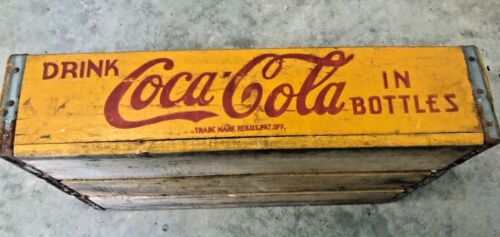 DRINK Coca-Cola IN BOTTLES
TRADE MARK REG.U.S.PAT.OFF.